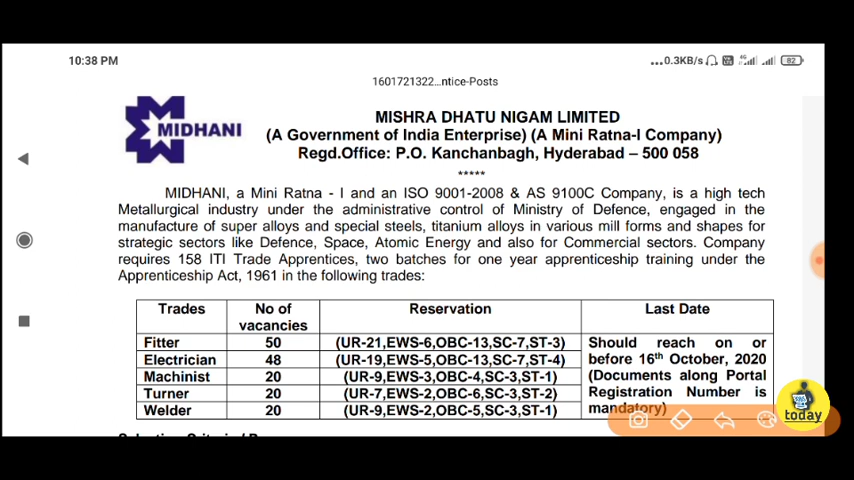 10:38 PM
...0.3KB/s
82
1601721322...ntice-Posts
MIDHANI
MISHRA DHATU NIGAM LIMITED
(A Government of India Enterprise) (A Mini Ratna-I Company)
Regd.Office: P.O. Kanchanbagh, Hyderabad – 500 058
*****
MIDHANI, a Mini Ratna - I and an ISO 9001-2008 & AS 9100C Company, is a high tech
Metallurgical industry under the administrative control of Ministry of Defence, engaged in the
manufacture of super alloys and special steels, titanium alloys in various mill forms and shapes for
strategic sectors like Defence, Space, Atomic Energy and also for Commercial sectors. Company
requires 158 ITI Trade Apprentices, two batches for one year apprenticeship training under the
Apprenticeship Act, 1961 in the following trades:
Trades No of vacancies Reservation Last Date
Fitter 50 (UR-21,EWS-6,OBC-13,SC-7,ST-3) Should reach on or
Electrician 48 (UR-19,EWS-5,OBC-13,SC-7,ST-4) before 16th October, 2020
Machinist 20 (UR-9,EWS-3,OBC-4,SC-3,ST-1) (Documents along Portal
Turner 20 (UR-7,EWS-2,OBC-6,SC-3,ST-2) Registration Number is
Welder 20 (UR-9,EWS-2,OBC-5,SC-3,ST-1) mandatory)
today